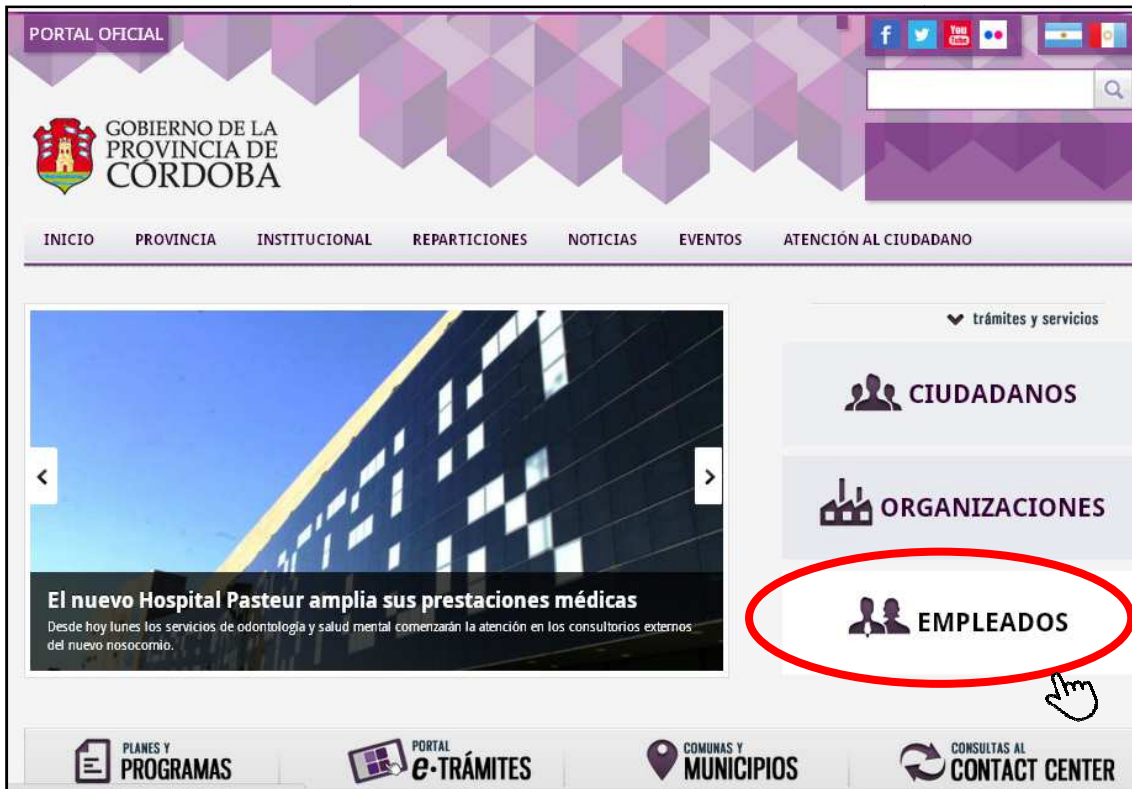 PORTAL OFICIAL
f You Tube
GOBIERNO DE LA
PROVINCIA DE
CÓRDOBA
INICIO PROVINCIA INSTITUCIONAL REPARTICIONES NOTICIAS EVENTOS ATENCIÓN AL CIUDADANO
trámites y servicios
CIUDADANOS
ORGANIZACIONES
EMPLEADOS
El nuevo Hospital Pasteur amplia sus prestaciones médicas
Desde hoy lunes los servicios de odontología y salud mental comenzarán la atención en los consultorios externos
del nuevo nosocomio.
PLANES Y
PROGRAMAS
PORTAL
e-TRÁMITES
COMUNAS Y
MUNICIPIOS
CONSULTAS AL
CONTACT CENTER